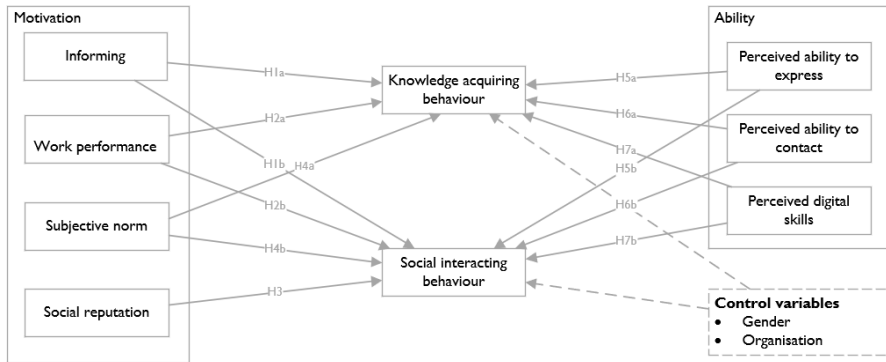 Motivation
Informing
Work performance
Subjective norm
Social reputation
H1a
H2a
H1b
H4a
H2b
H4b
H3
Knowledge acquiring
behaviour
Social interacting
behaviour
H5a
H6a
H7a
H5b
H6b
H7b
Ability
Perceived ability to
express
Perceived ability to
contact
Perceived digital
skills
Control variables
• Gender
• Organisation